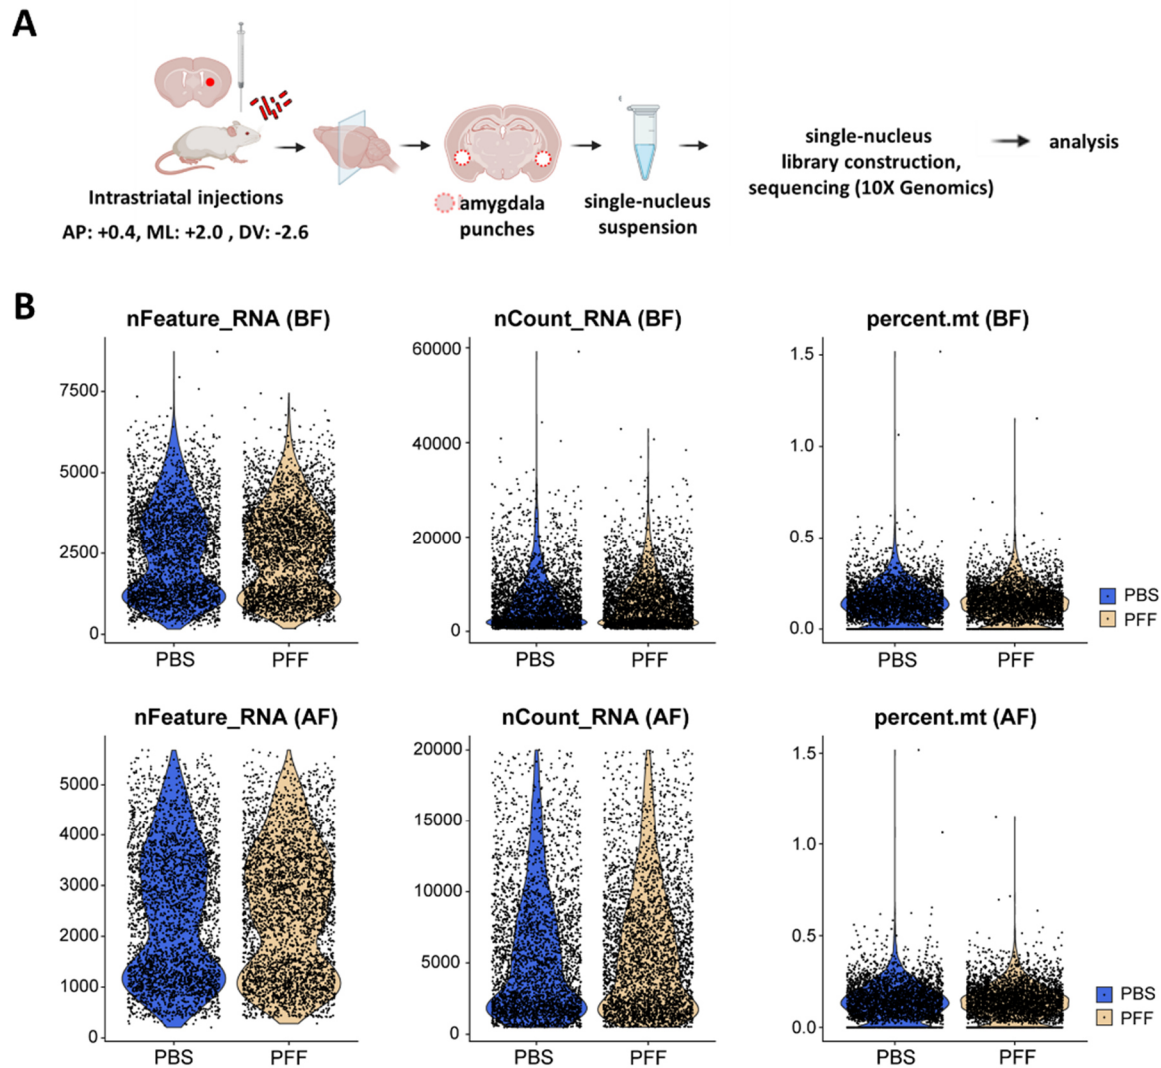 A
Intrastriatal injections
AP: +0.4, ML: +2.0 , DV: -2.6
amygdala
punches
single-nucleus
suspension
single-nucleus
library construction,
sequencing (10X Genomics)
analysis
B
nFeature_RNA (BF)
7500
5000
2500
0
PBS
PFF
nCount_RNA (BF)
60000
40000
20000
0
PBS
PFF
percent.mt (BF)
1.5
1.0
0.5
0.0
PBS
PFF
PBS
PFF
nFeature_RNA (AF)
5000
4000
3000
2000
1000
0
PBS
PFF
nCount_RNA (AF)
20000
15000
10000
5000
0
PBS
PFF
percent.mt (AF)
1.5
1.0
0.5
0.0
PBS
PFF
PBS
PFF